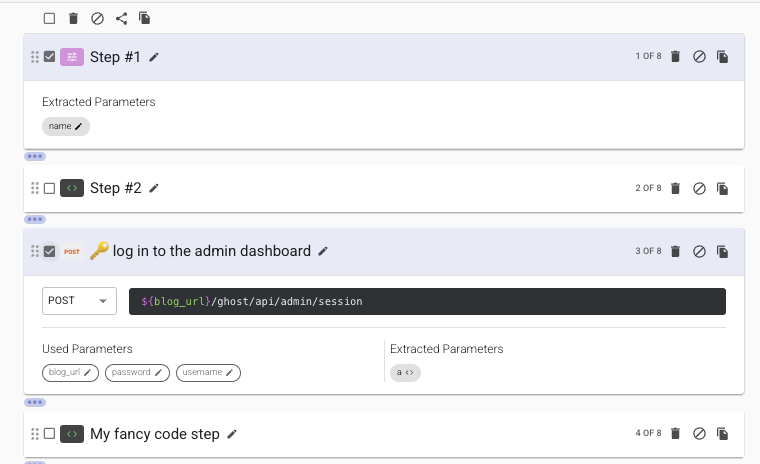 Step #1 1 OF 8
Extracted Parameters
name
<> Step #2 2 OF 8
POST 🔑 log in to the admin dashboard 3 OF 8
POST ${blog_url}/ghost/api/admin/session
Used Parameters Extracted Parameters
blog_url password username a <>
<> My fancy code step 4 OF 8